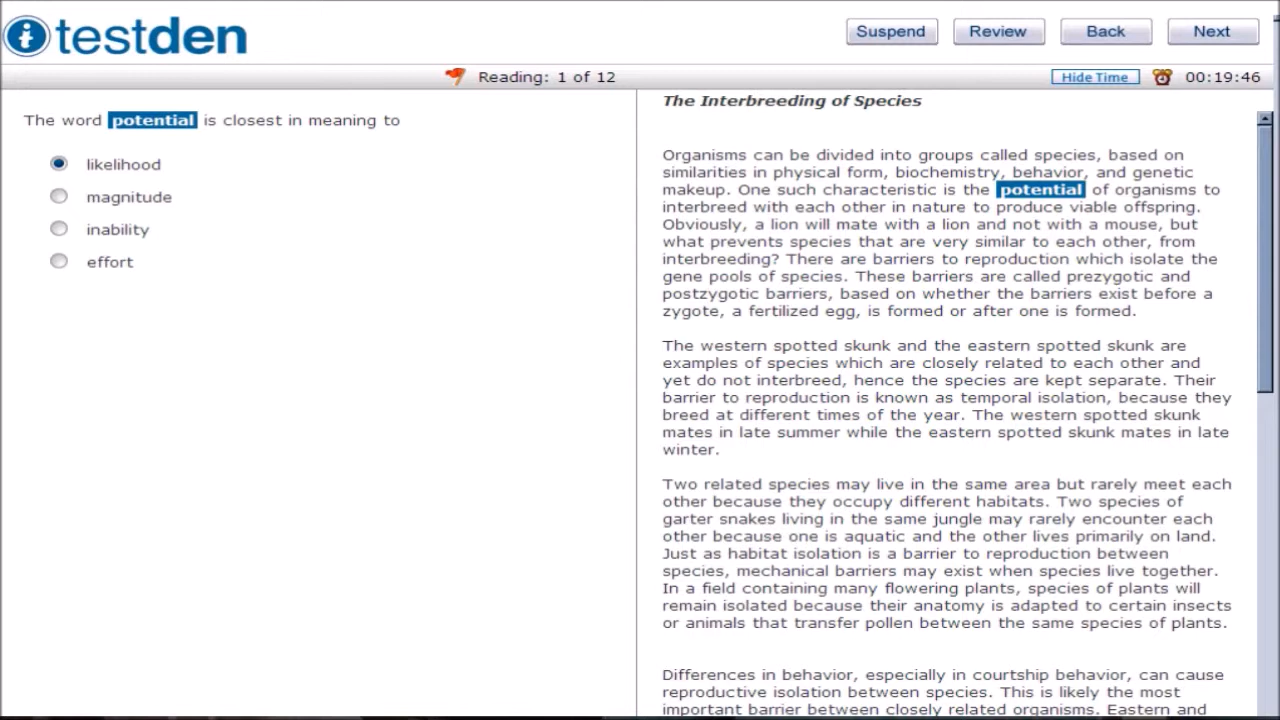 testden
Suspend
Review
Back
Next
Reading: 1 of 12
Hide Time
00:19:46
The word potential is closest in meaning to
likelihood
magnitude
inability
effort
The Interbreeding of Species
Organisms can be divided into groups called species, based on
similarities in physical form, biochemistry, behavior, and genetic
makeup. One such characteristic is the potential of organisms to
interbreed with each other in nature to produce viable offspring.
Obviously, a lion will mate with a lion and not with a mouse, but
what prevents species that are very similar to each other, from
interbreeding? There are barriers to reproduction which isolate the
gene pools of species. These barriers are called prezygotic and
postzygotic barriers, based on whether the barriers exist before a
zygote, a fertilized egg, is formed or after one is formed.
The western spotted skunk and the eastern spotted skunk are
examples of species which are closely related to each other and
yet do not interbreed, hence the species are kept separate. Their
barrier to reproduction is known as temporal isolation, because they
breed at different times of the year. The western spotted skunk
mates in late summer while the eastern spotted skunk mates in late
winter.
Two related species may live in the same area but rarely meet each
other because they occupy different habitats. Two species of
garter snakes living in the same jungle may rarely encounter each
other because one is aquatic and the other lives primarily on land.
Just as habitat isolation is a barrier to reproduction between
species, mechanical barriers may exist when species live together.
In a field containing many flowering plants, species of plants will
remain isolated because their anatomy is adapted to certain insects
or animals that transfer pollen between the same species of plants.
Differences in behavior, especially in courtship behavior, can cause
reproductive isolation between species. This is likely the most
important barrier between closely related organisms. Eastern and